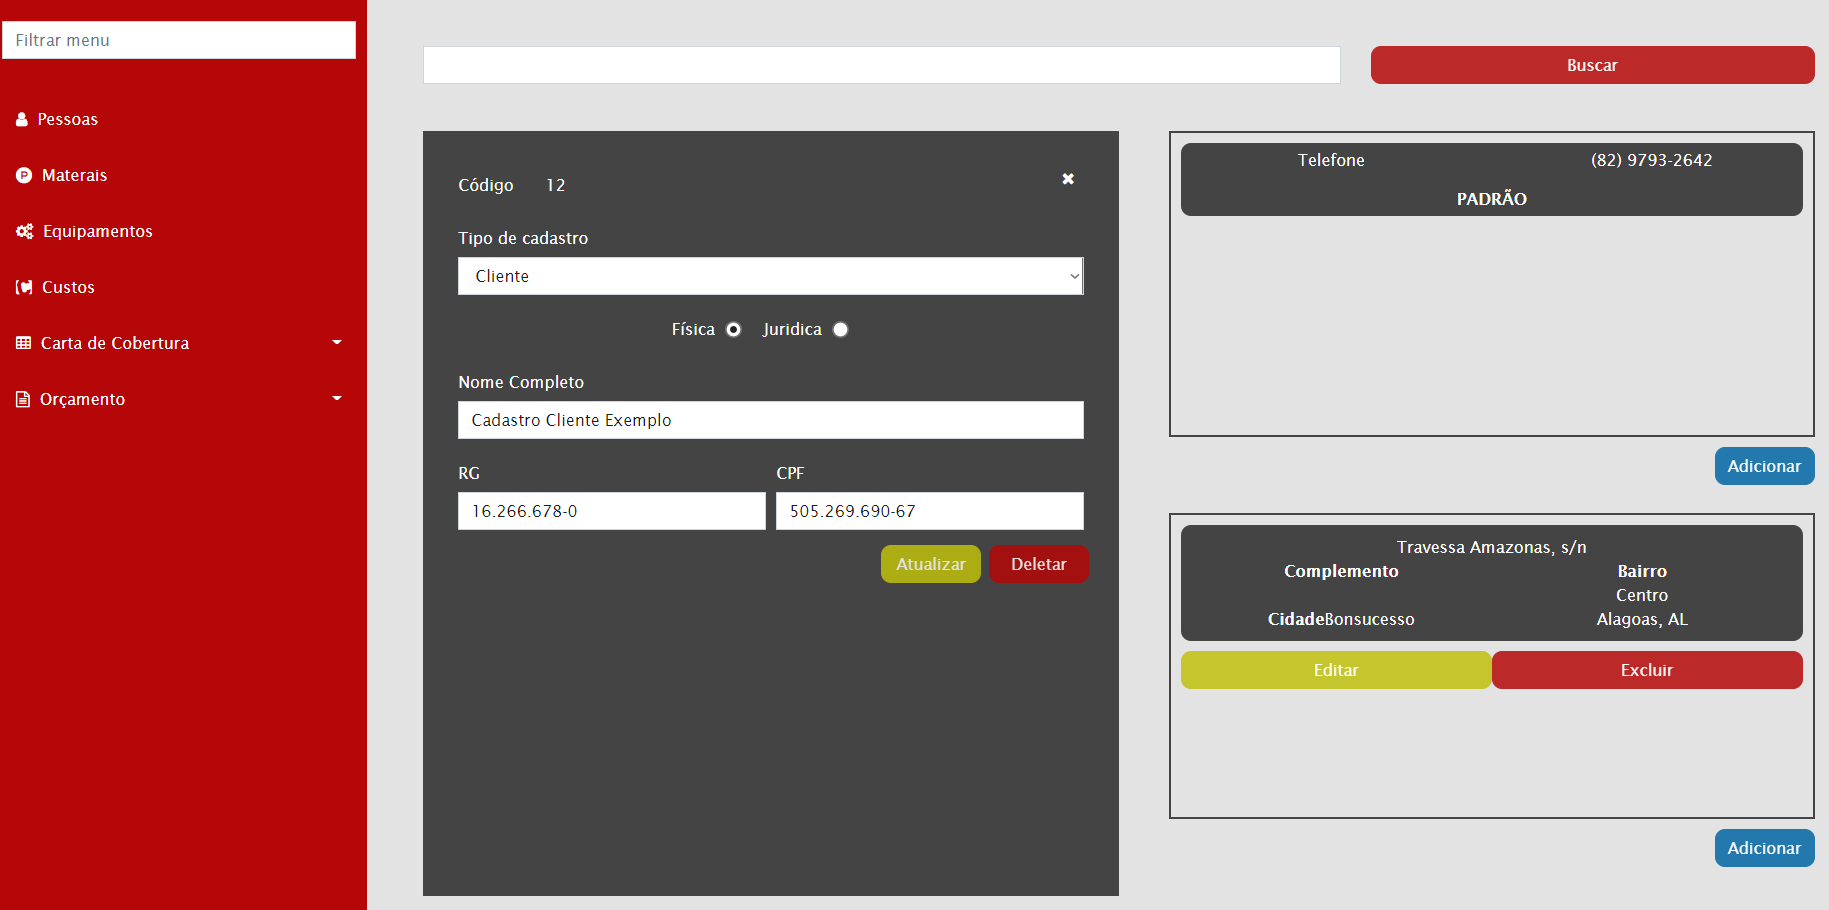 Filtrar menu
Pessoas
Materais
Equipamentos
Custos
Carta de Cobertura
Orçamento
Buscar
Código 12
Tipo de cadastro
Cliente
Física Juridica
Nome Completo
Cadastro Cliente Exemplo
RG CPF
16.266.678-0 505.269.690-67
Atualizar Deletar
Telefone (82) 9793-2642
PADRÃO
Adicionar
Travessa Amazonas, s/n
Complemento Bairro
Centro
CidadeBonsucesso Alagoas, AL
Editar Excluir
Adicionar